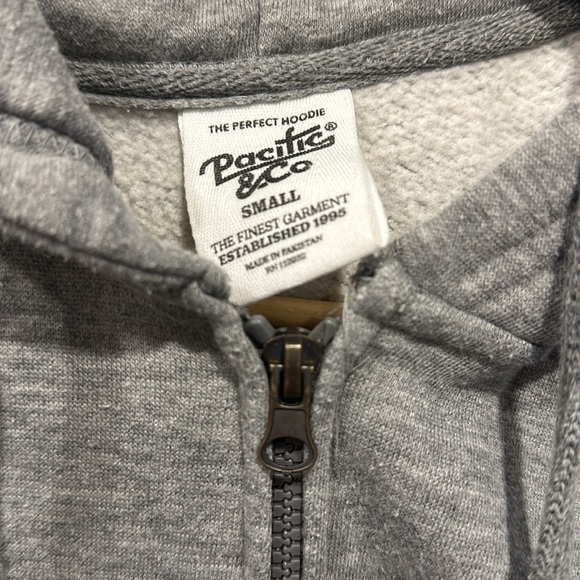 THE PERFECT HOODIE
Pacific®
& Co
SMALL
THE FINEST GARMENT
ESTABLISHED 1995
MADE IN PAKISTAN